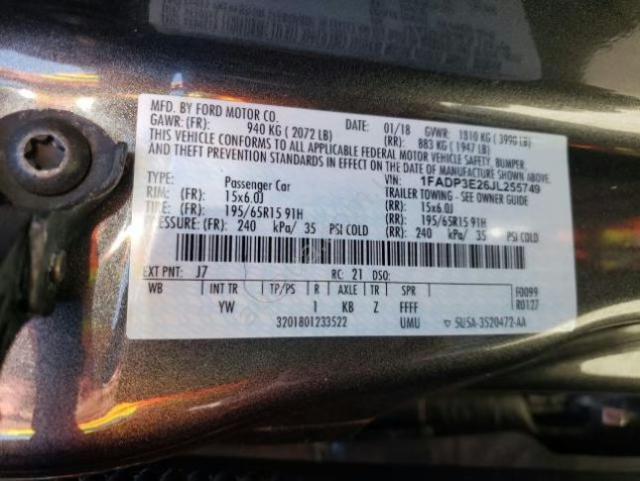 MFD. BY FORD MOTOR CO.
DATE: 01/18 GVWR: 1810 KG ( 3990 LB)
GAWR: (FR): 940 KG ( 2072 LB) (RR): 883 KG ( 1947 LB)
THIS VEHICLE CONFORMS TO ALL APPLICABLE FEDERAL MOTOR VEHICLE SAFETY, BUMPER,
AND THEFT PREVENTION STANDARDS IN EFFECT ON THE DATE OF MANUFACTURE SHOWN ABOVE.
VIN: 1FADP3E26JL255749
TYPE: Passenger Car TRAILER TOWING - SEE OWNER GUIDE
RIM: (FR): 15x6.0J (RR): 15x6.0J
(FR): 195/65R15 91H (RR): 195/65R15 91H
PRESSURE: (FR): 240 kPa/ 35 PSI COLD (RR): 240 kPa/ 35 PSI COLD
EXT PNT: J7 RC: 21 DSO:
WB INT TR TP/PS R AXLE TR SPR F0099
YW 1 KB Z FFFF R0127
3201801233522 UMU ▽ 5U5A-3520472-AA